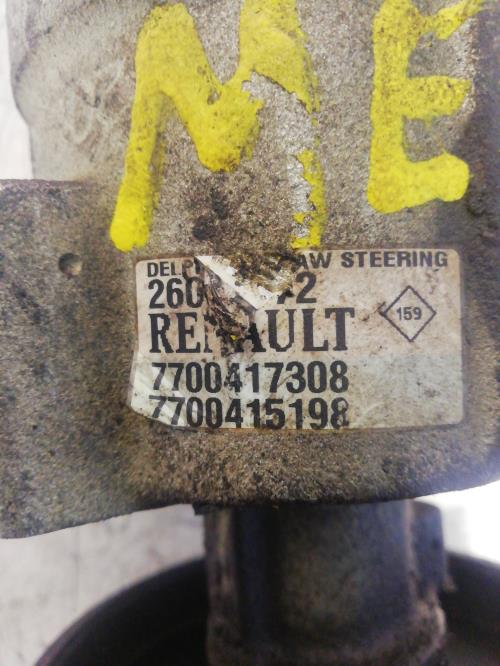 ME
STEERING
RENAULT
159
7700417308
7700415198